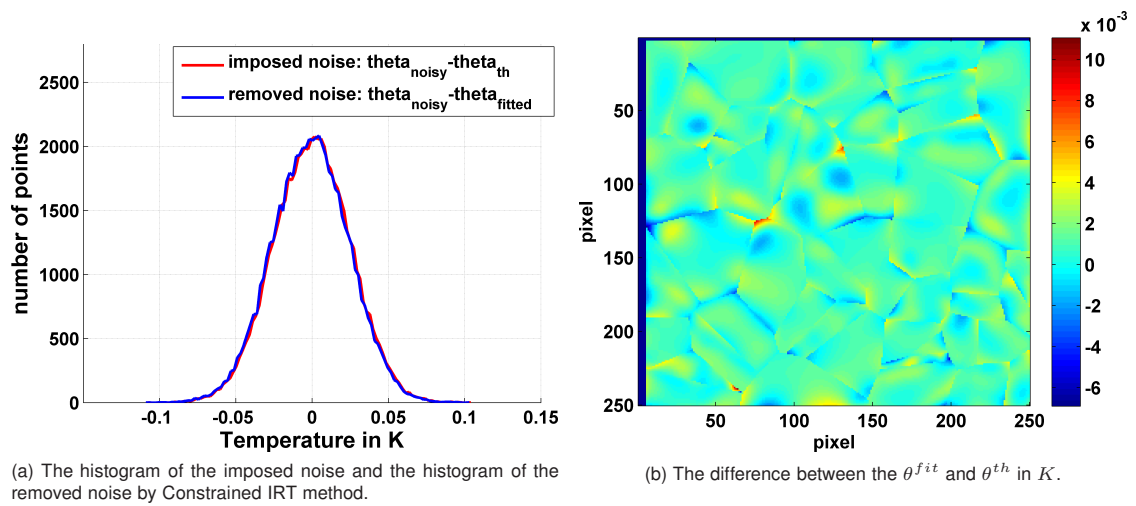 imposed noise: theta_noisy-theta_th
removed noise: theta_noisy-theta_fitted
2500
2000
1500
1000
500
0
number of points
-0.1 -0.05 0 0.05 0.1 0.15
Temperature in K
(a) The histogram of the imposed noise and the histogram of the
removed noise by Constrained IRT method.
x 10^-3
50
100
150
200
250
pixel
50 100 150 200 250
pixel
10
8
6
4
2
0
-2
-4
-6
(b) The difference between the θ^fit and θ^th in K.